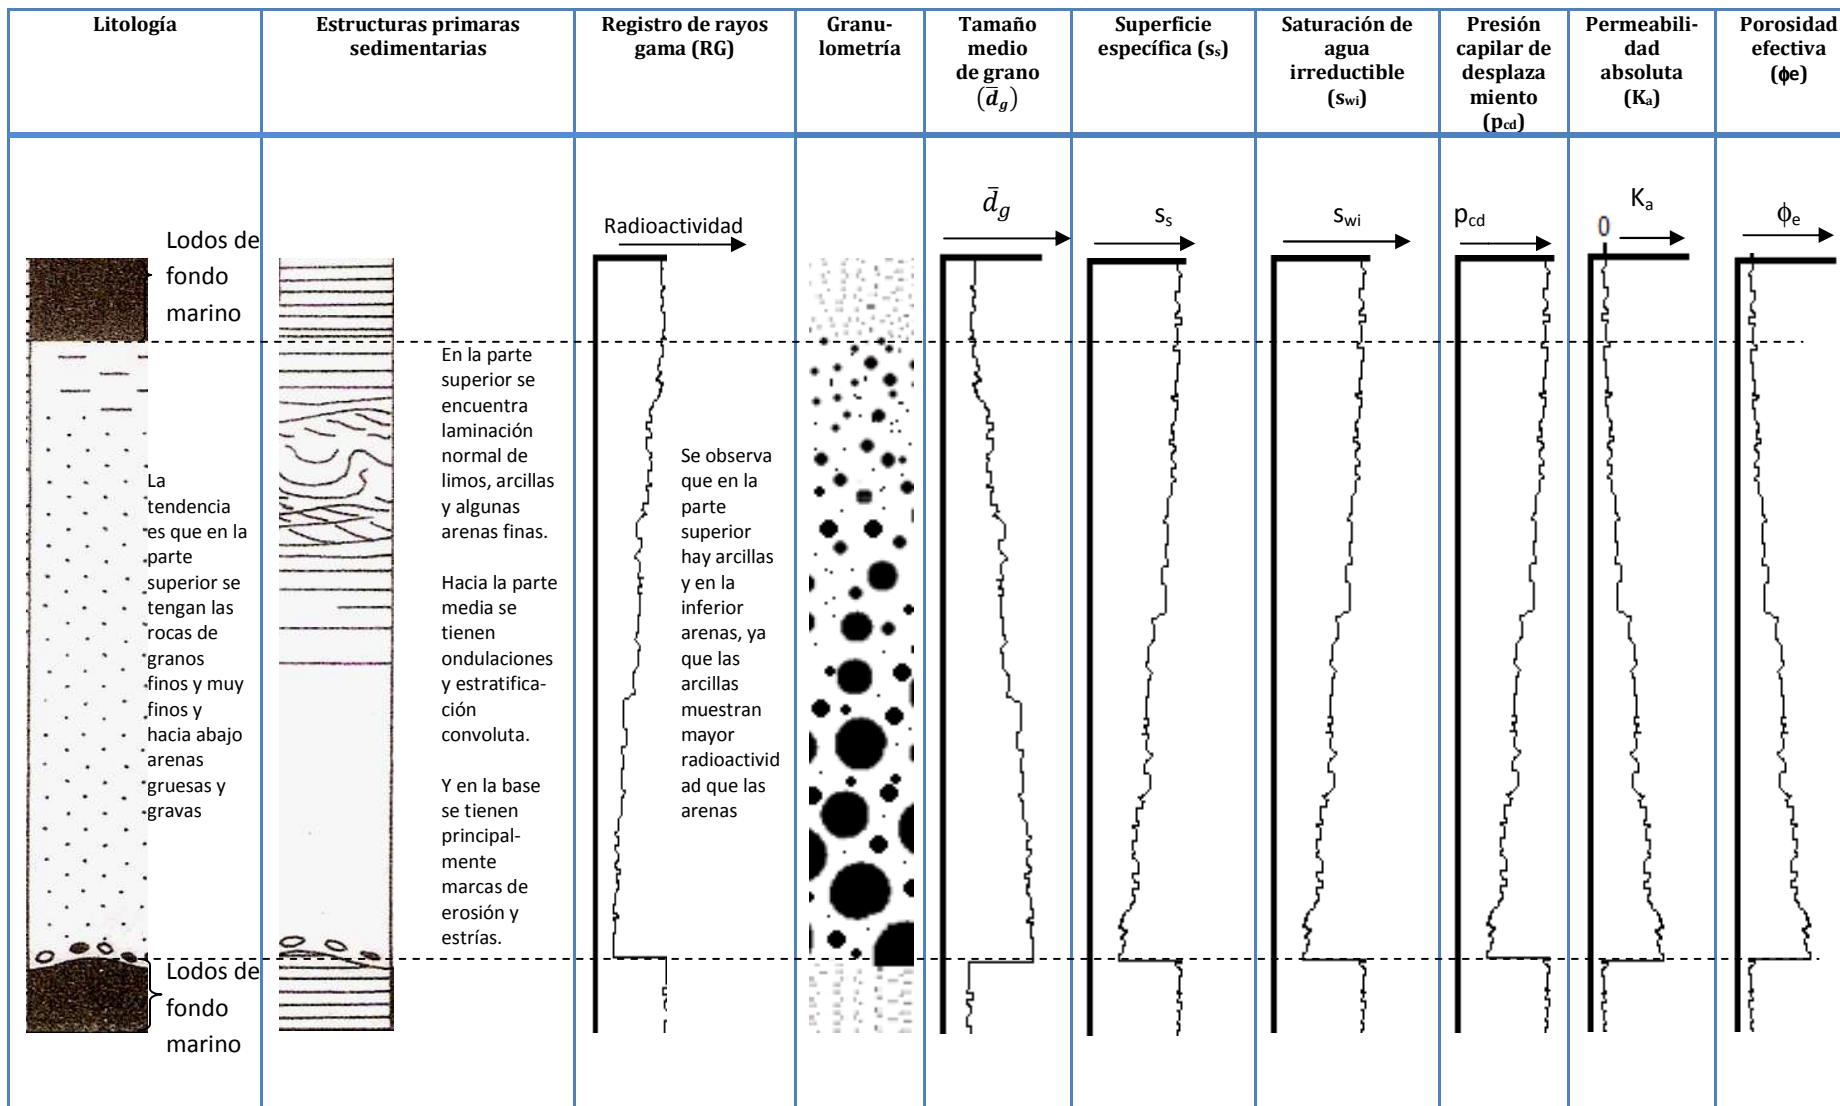 Litología
Estructuras primaras
sedimentarias
Registro de rayos
gama (RG)
Granu-
lometría
Tamaño
medio
de grano
(d̅g)
Superficie
específica (ss)
Saturación de
agua
irreductible
(swi)
Presión
capilar de
desplaza
miento
(pcd)
Permeabili-
dad
absoluta
(Ka)
Porosidad
efectiva
(ϕe)
Lodos de
fondo
marino
La
tendencia
es que en la
parte
superior se
tengan las
rocas de
granos
finos y muy
finos y
hacia abajo
arenas
gruesas y
gravas
Lodos de
fondo
marino
En la parte
superior se
encuentra
laminación
normal de
limos, arcillas
y algunas
arenas finas.
Hacia la parte
media se
tienen
ondulaciones
y estratifica-
ción
convoluta.
Y en la base
se tienen
principal-
mente
marcas de
erosión y
estrías.
Radioactividad
Se observa
que en la
parte
superior
hay arcillas
y en la
inferior
arenas, ya
que las
arcillas
muestran
mayor
radioactivid
ad que las
arenas
d̅g
ss
swi
pcd
0
Ka
ϕe